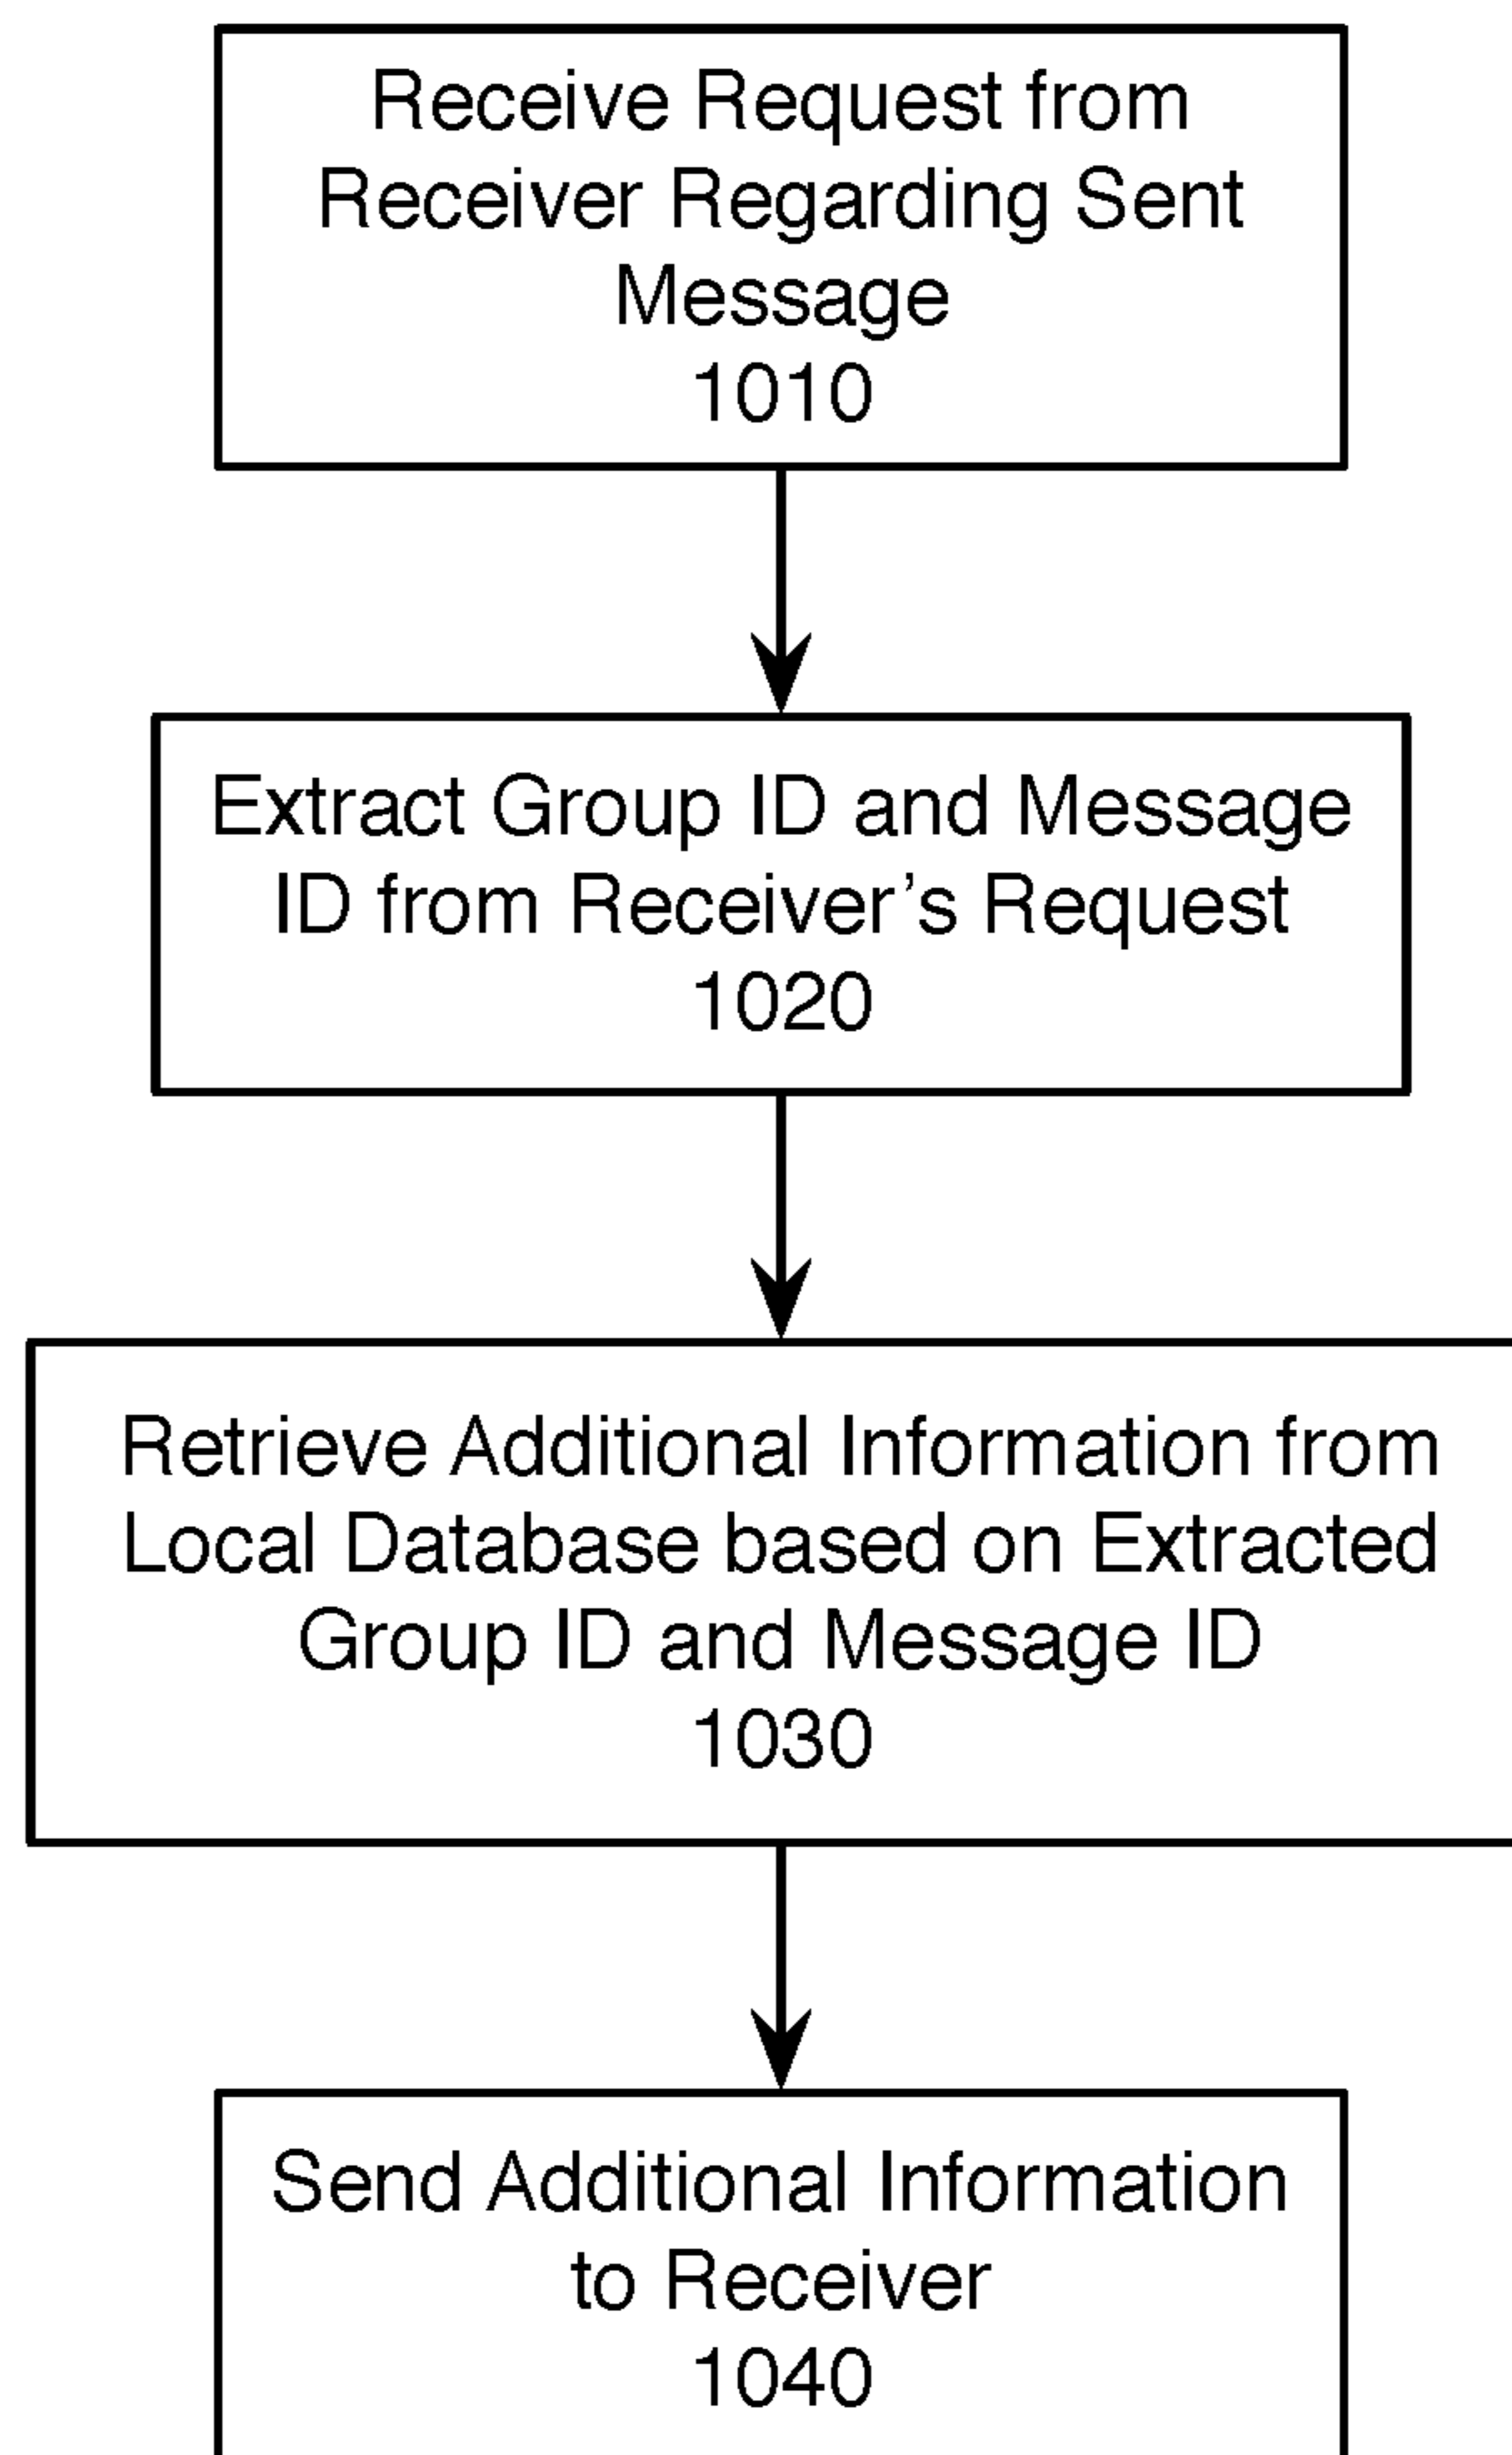 Receive Request from
Receiver Regarding Sent
Message
1010
Extract Group ID and Message
ID from Receiver’s Request
1020
Retrieve Additional Information from
Local Database based on Extracted
Group ID and Message ID
1030
Send Additional Information
to Receiver
1040